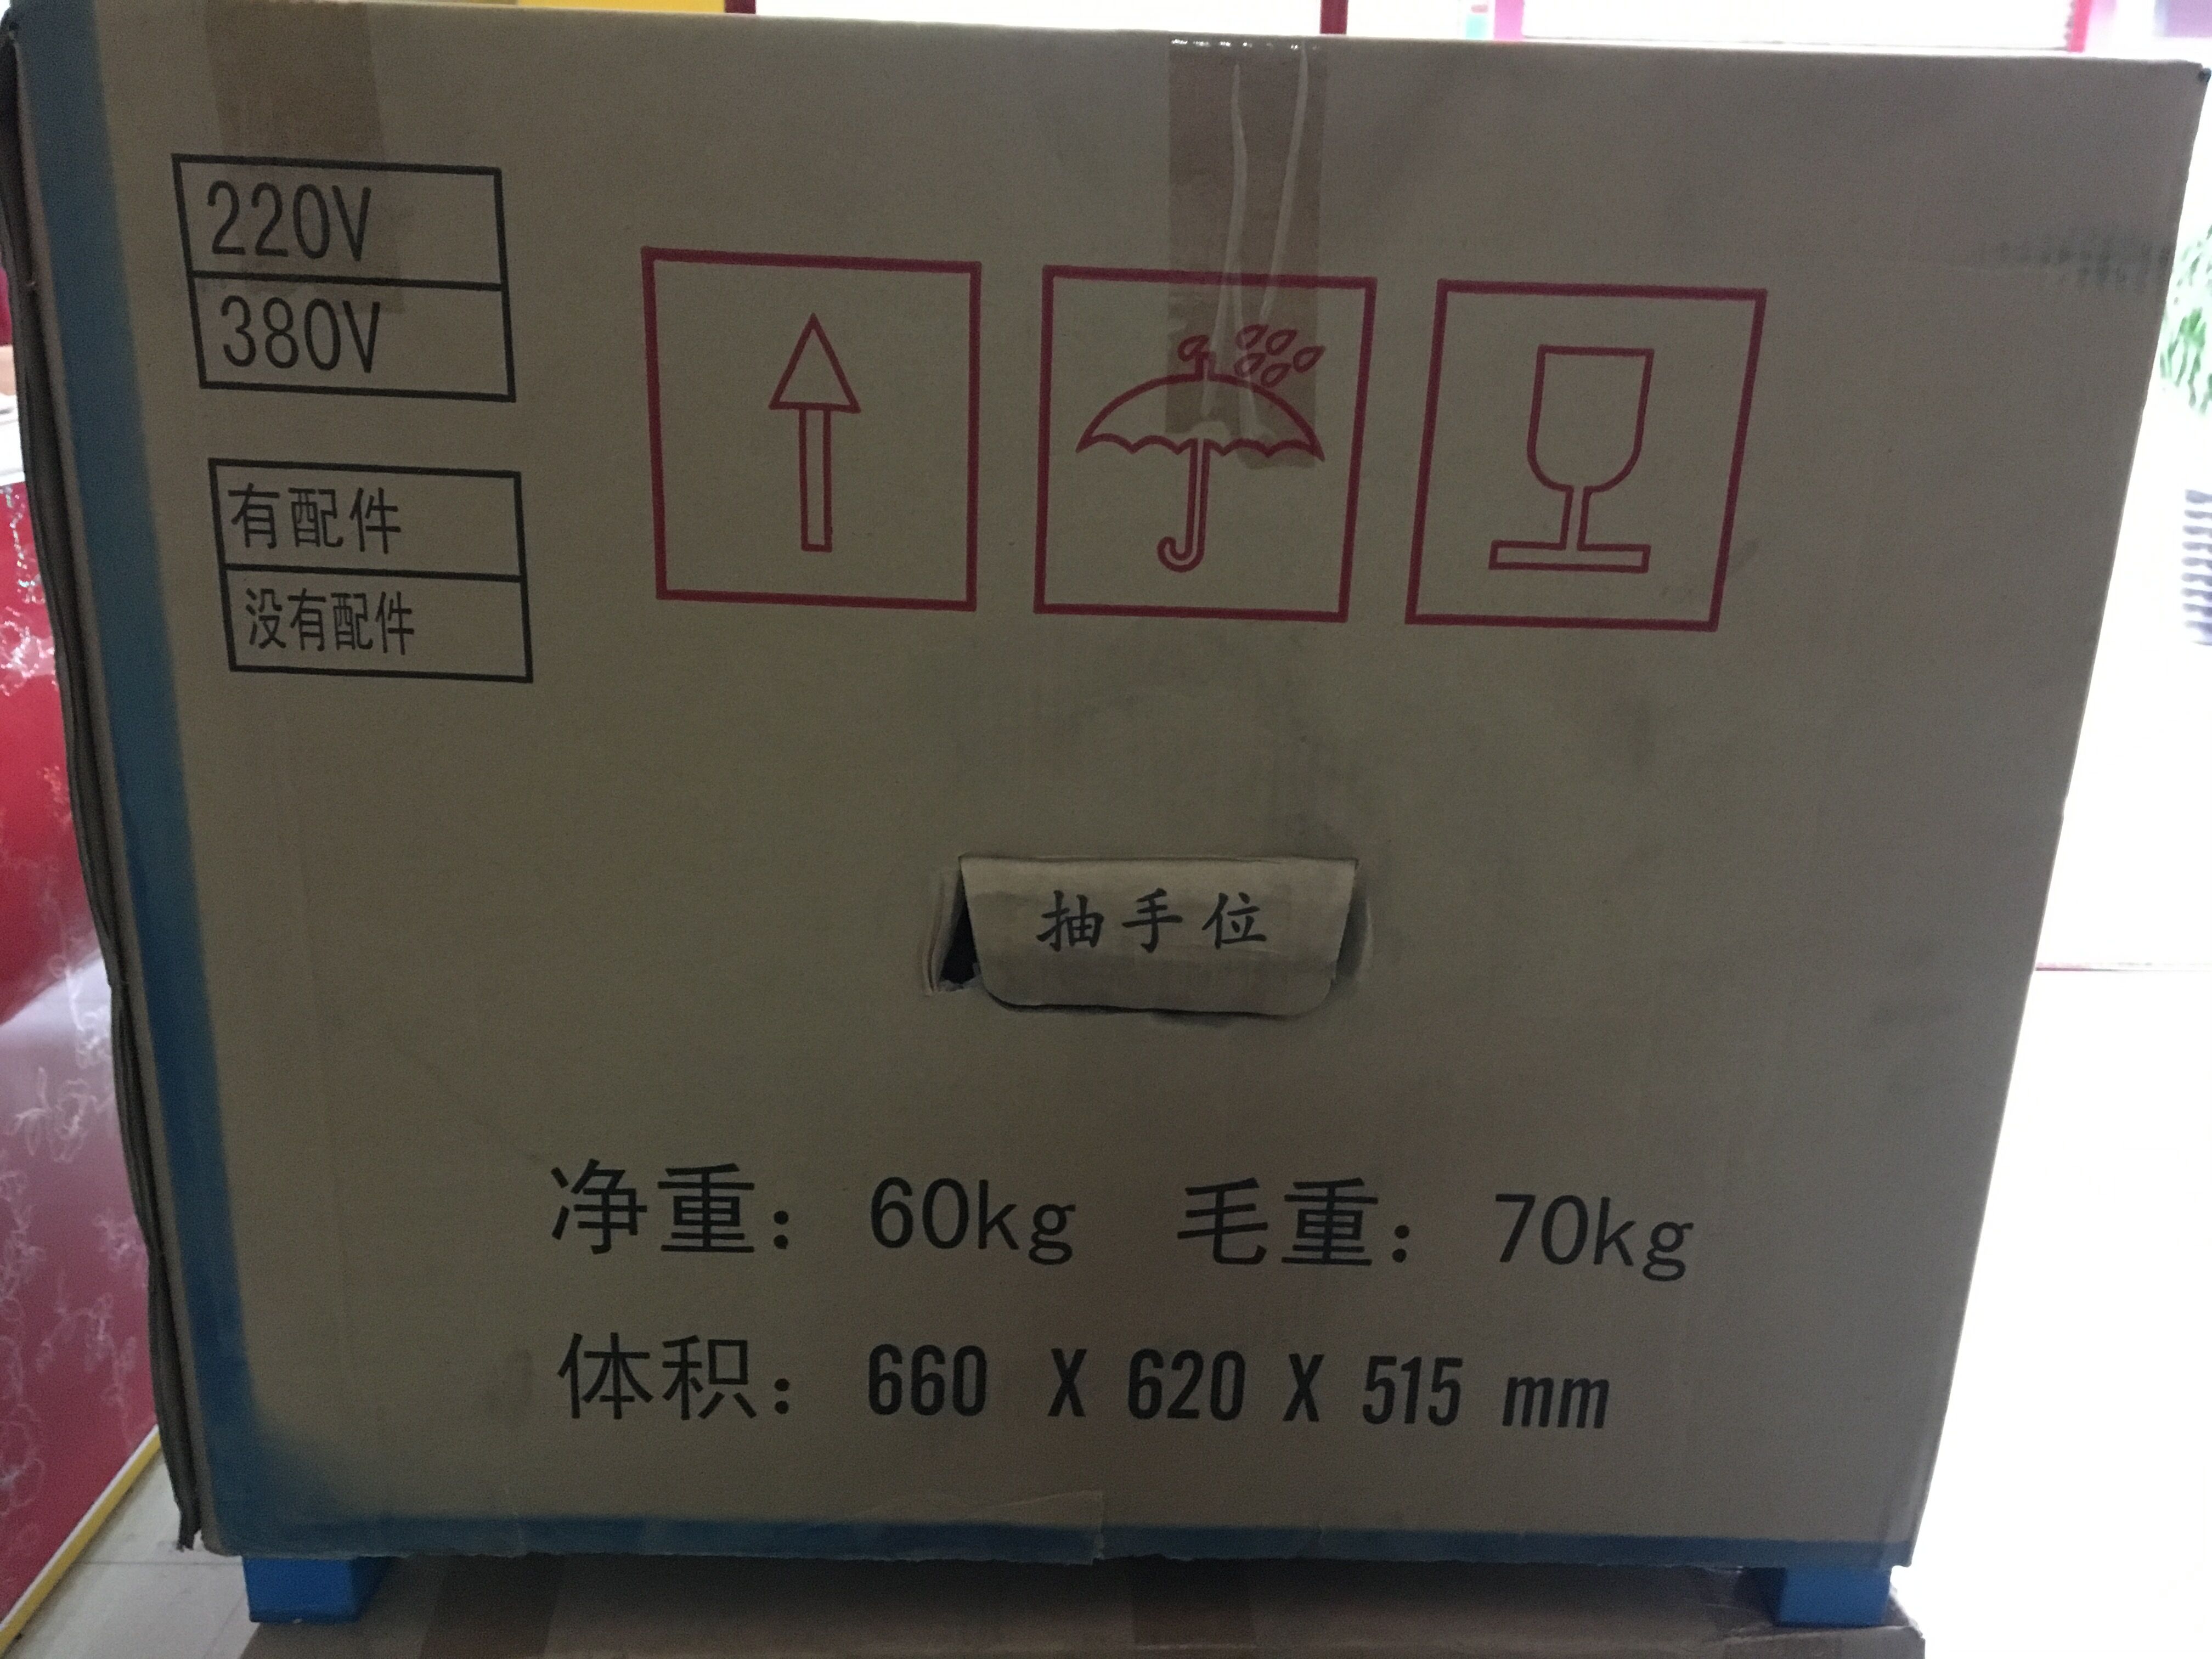 220V
380V
有配件
没有配件
抽手位
净重：60kg 毛重：70kg
体积：660 X 620 X 515 mm